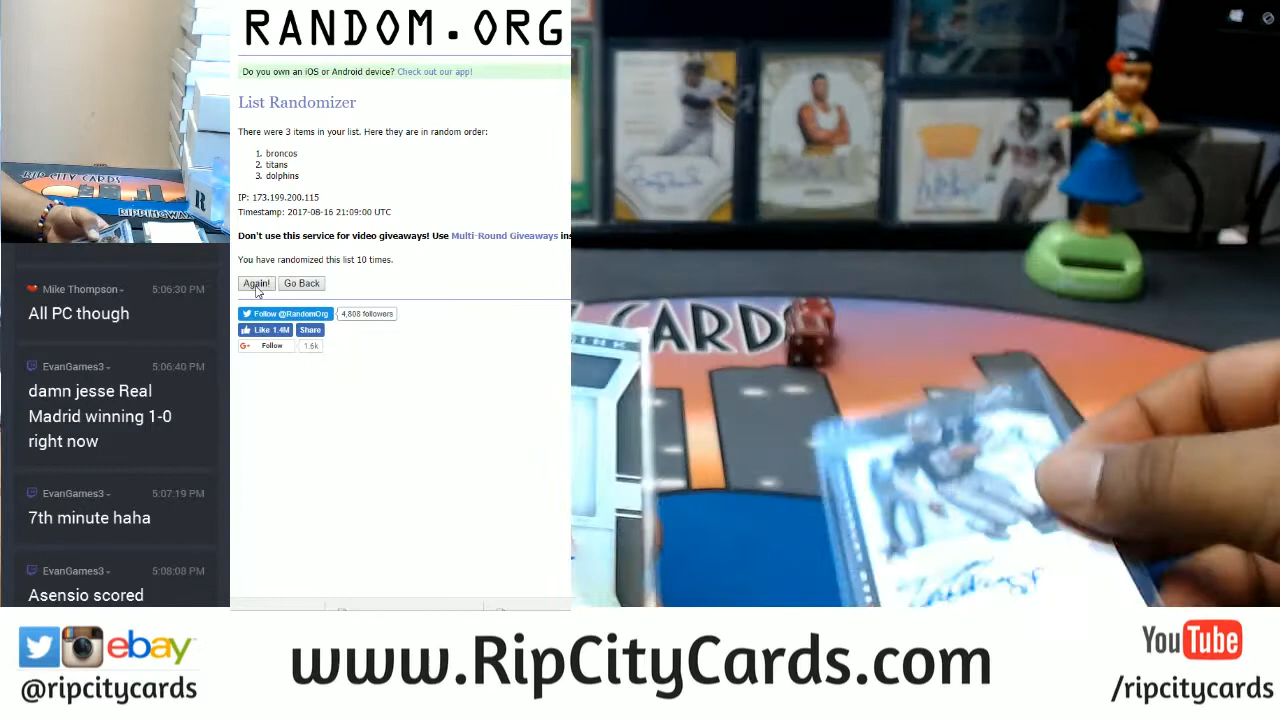 RANDOM.ORG
Do you own an iOS or Android device? Check out our app!
List Randomizer
There were 3 items in your list. Here they are in random order:
1. broncos
2. titans
3. dolphins
IP: 173.199.200.115
Timestamp: 2017-08-16 21:09:00 UTC
Don't use this service for video giveaways! Use Multi-Round Giveaways
You have randomized this list 10 times.
Again! Go Back
Follow @RandomOrg 4,808 followers
Like 1.4M Share
G+ Follow 1.6k
RIP CITY CARDS
R
RIPPINGWAX
Mike Thompson 5:06:30 PM
All PC though
EvanGames3 5:06:40 PM
damn jesse Real
Madrid winning 1-0
right now
EvanGames3 5:07:19 PM
7th minute haha
EvanGames3 5:08:08 PM
Asensio scored
CARDS
ebay
@ripcitycards
www.RipCityCards.com
YouTube
/ripcitycards